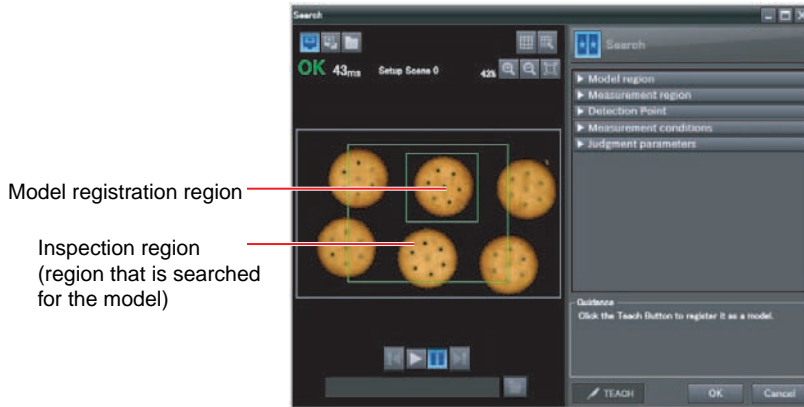 Search
OK 43ms Setup Scene 0 43%
Search
Model region
Measurement region
Detection Point
Measurement conditions
Judgment parameters
Model registration region
Inspection region
(region that is searched
for the model)
Guidance
Click the Teach Button to register it as a model.
TEACH OK Cancel